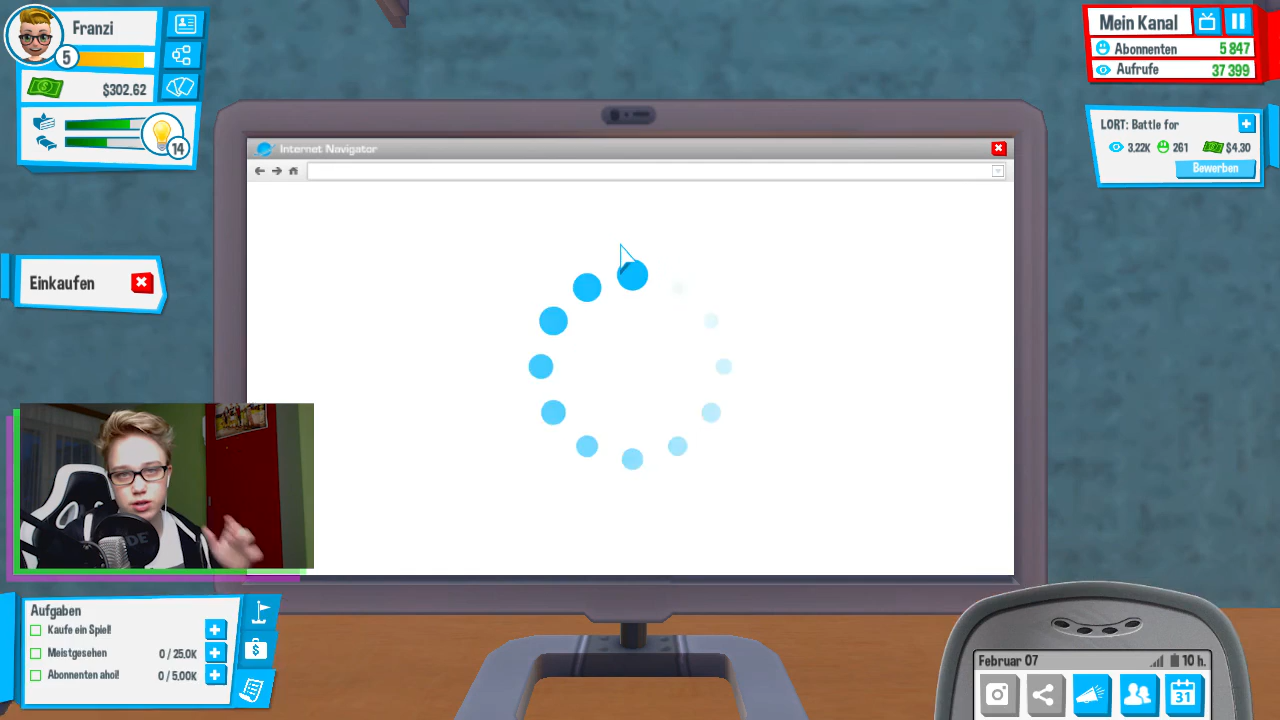 Franzi
5
$302.62
14
Mein Kanal
Abonnenten 5 847
Aufrufe 37 399
LORT: Battle for
3.22K 261 $4.30
Bewerben
Internet Navigator
Einkaufen
DE
Aufgaben
Kaufe ein Spiel!
Meistgesehen 0 / 25.0K
Abonnenten ahoi! 0 / 5,00K
$
Februar 07 10 h.
31